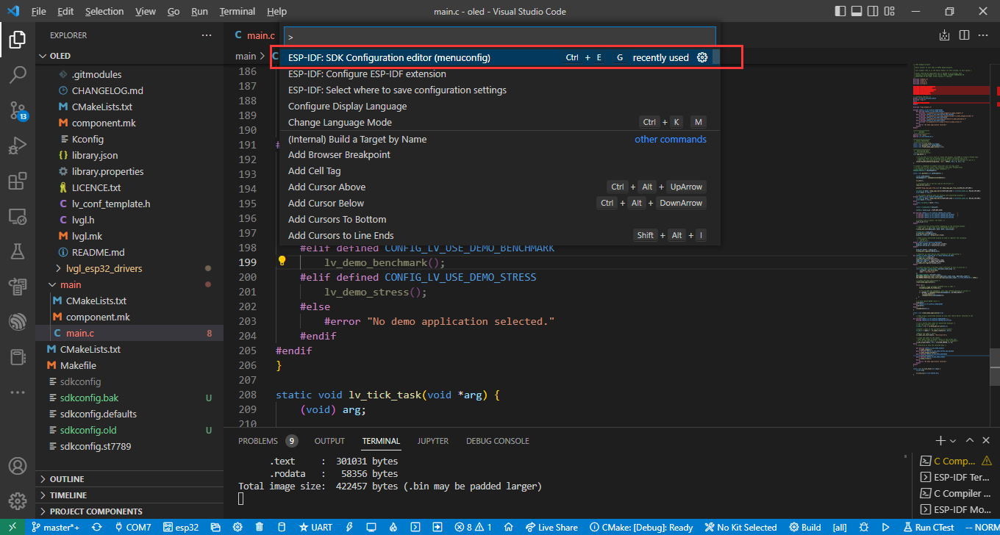 File Edit Selection View Go Run Terminal Help
main.c - oled - Visual Studio Code
EXPLORER
OLED
.gitmodules
CHANGELOG.md
CMakeLists.txt
component.mk
Kconfig
library.json
library.properties
LICENCE.txt
lv_conf_template.h
lvgl.h
lvgl.mk
README.md
lvgl_esp32_drivers
main
CMakeLists.txt
component.mk
main.c 8
CMakeLists.txt
Makefile
sdkconfig
sdkconfig.bak U
sdkconfig.defaults
sdkconfig.old U
sdkconfig.st7789
OUTLINE
TIMELINE
PROJECT COMPONENTS
13
C main.c
main > C
>
ESP-IDF: SDK Configuration editor (menuconfig) Ctrl + E G recently used
ESP-IDF: Configure ESP-IDF extension
ESP-IDF: Select where to save configuration settings
Configure Display Language
Change Language Mode Ctrl + K M
(Internal) Build a Target by Name other commands
Add Browser Breakpoint
Add Cell Tag
Add Cursor Above Ctrl + Alt + UpArrow
Add Cursor Below Ctrl + Alt + DownArrow
Add Cursors To Bottom
Add Cursors to Line Ends Shift + Alt + I
186
187
188
189
190
191 #
192
193
194
195
196
197
198 #elif defined CONFIG_LV_USE_DEMO_BENCHMARK
199 lv_demo_benchmark();
200 #elif defined CONFIG_LV_USE_DEMO_STRESS
201 lv_demo_stress();
202 #else
203 #error "No demo application selected."
204 #endif
205 #endif
206 }
207
208 static void lv_tick_task(void *arg) {
209 (void) arg;
210
PROBLEMS 9 OUTPUT TERMINAL JUPYTER DEBUG CONSOLE
.text : 301031 bytes
.rodata : 58356 bytes
Total image size: 422457 bytes (.bin may be padded larger)
C Comp...
ESP-IDF Ter...
C Compiler ...
ESP-IDF Mo...
master*+ COM7 esp32 UART 8 1 Live Share CMake: [Debug]: Ready No Kit Selected Build [all] Run CTest -- NORM